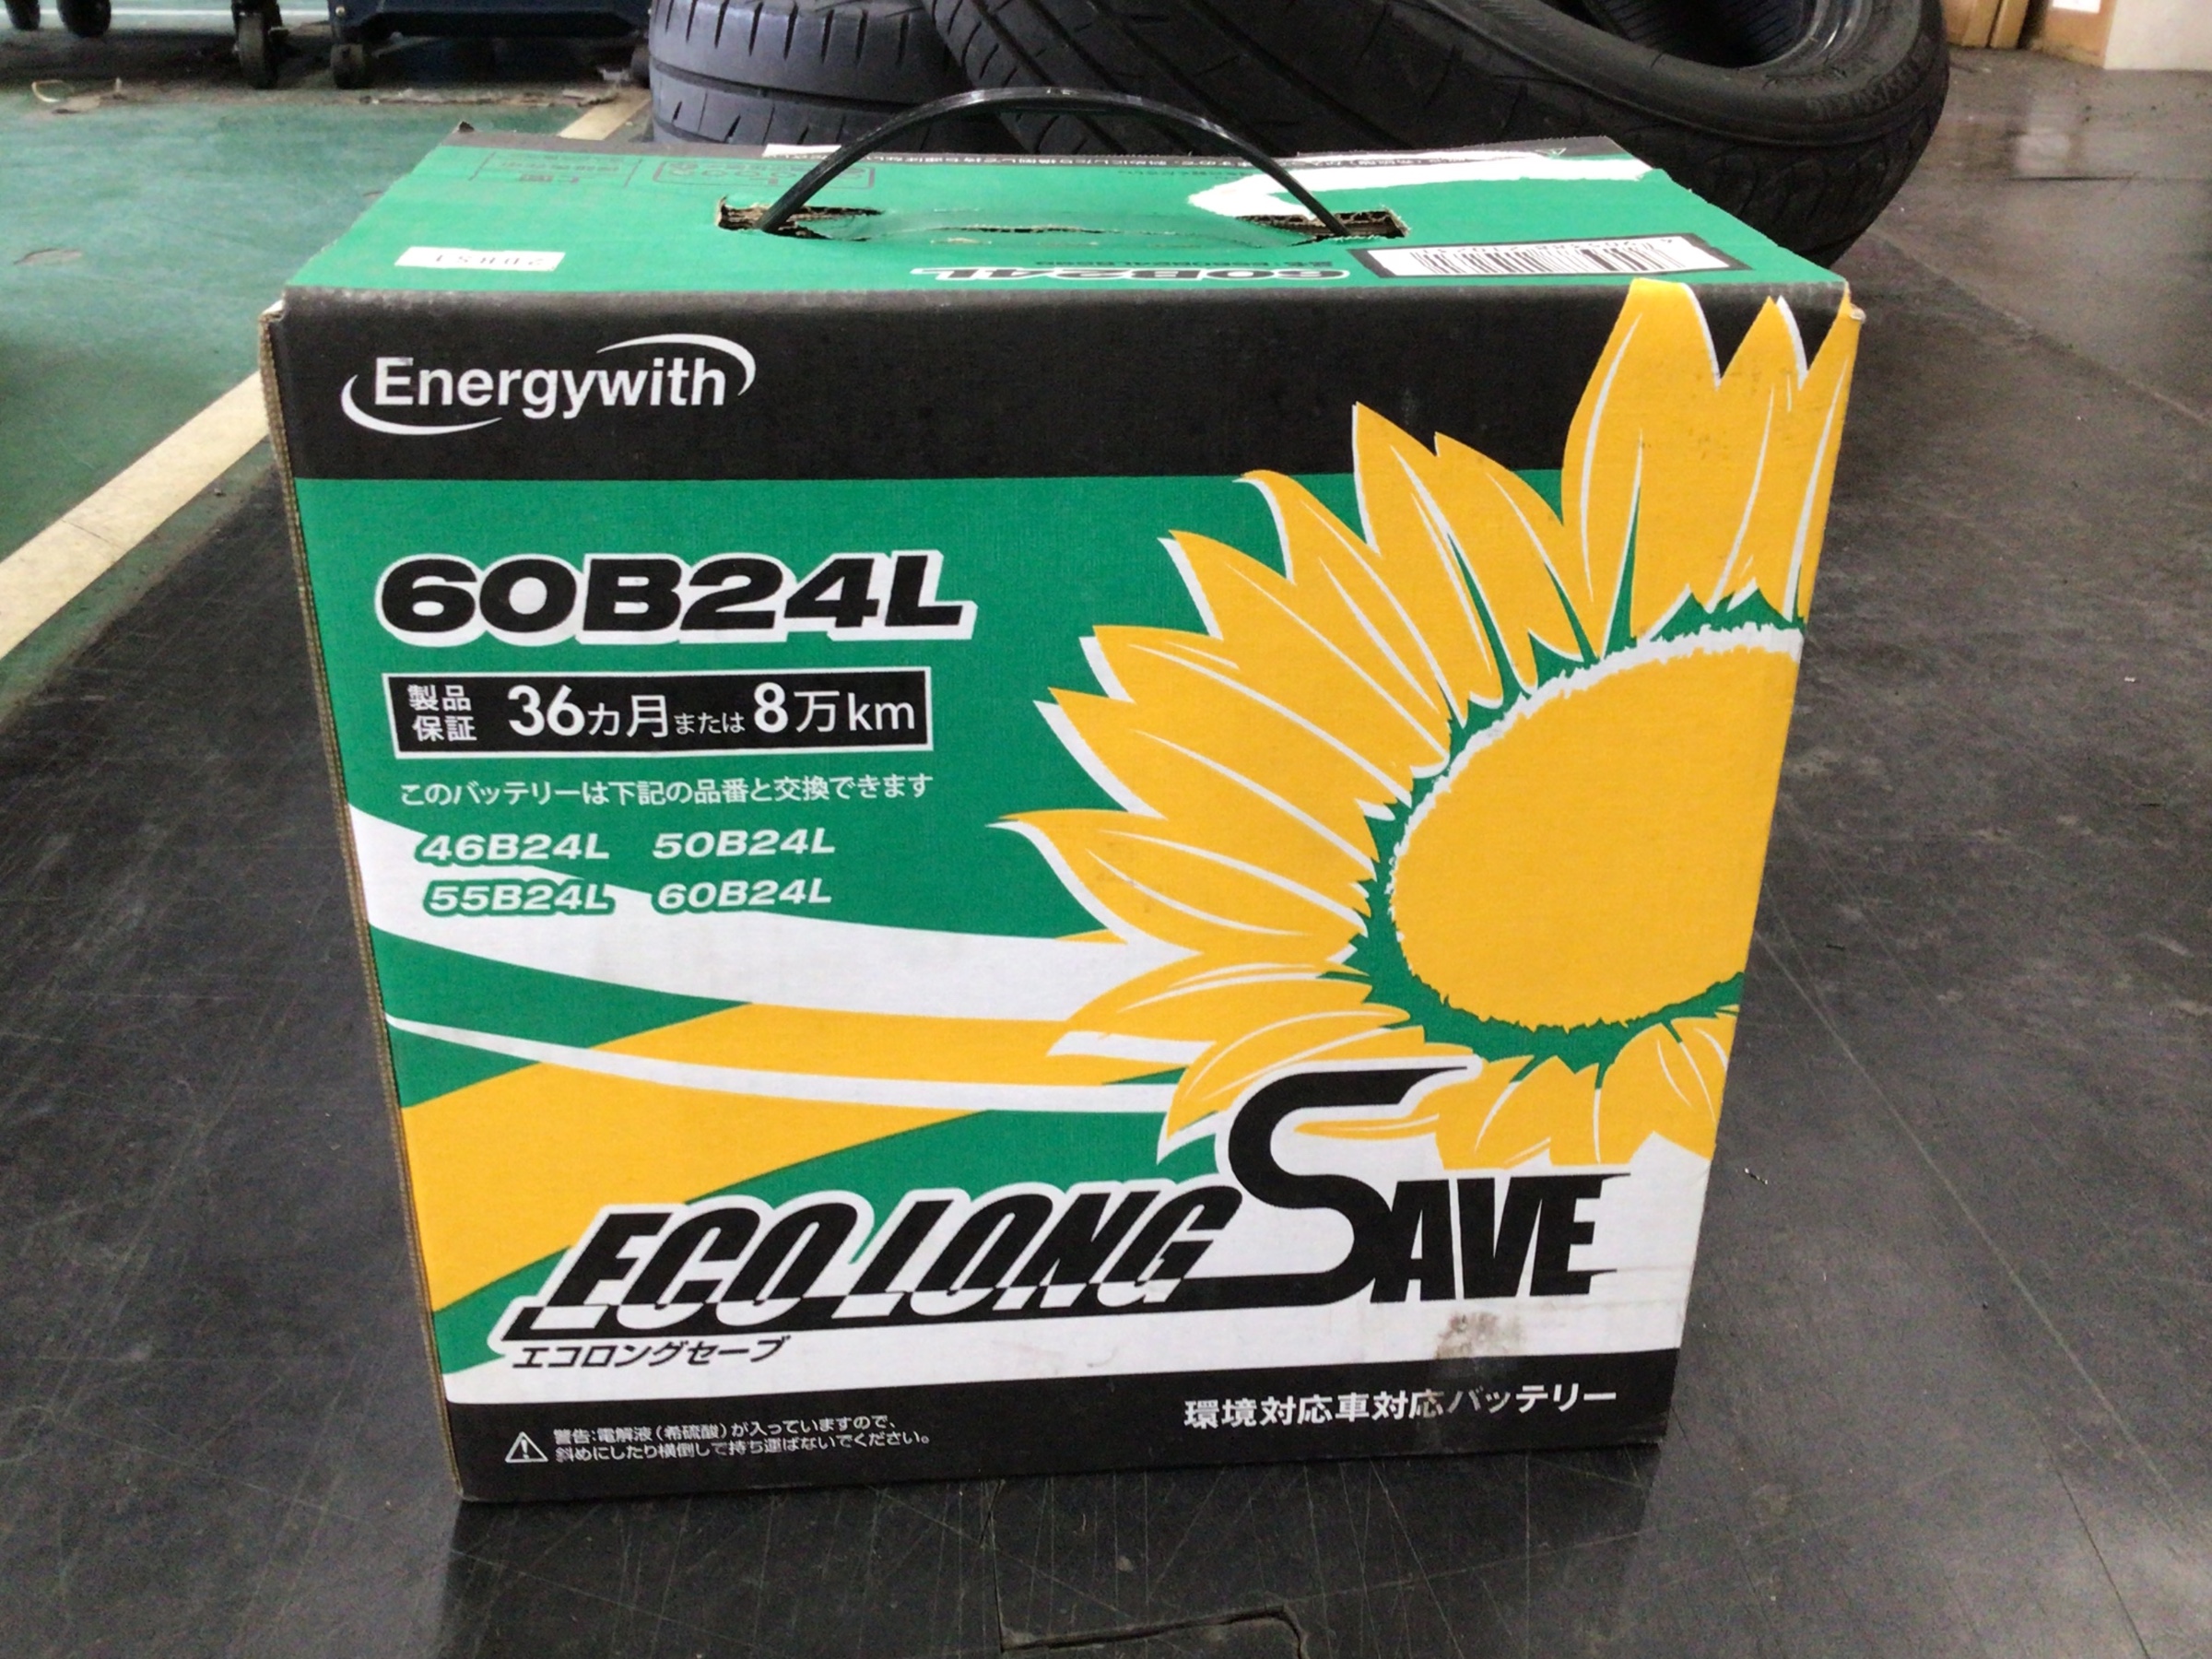 60B24L
Energywith
60B24L
製品保証 36カ月または8万km
このバッテリーは下記の品番と交換できます
46B24L 50B24L
55B24L 60B24L
ECO LONG SAVE
エコロングセーブ
環境対応車対応バッテリー
警告:電解液(希硫酸)が入っていますので、
斜めにしたり横倒しで持ち運ばないでください。